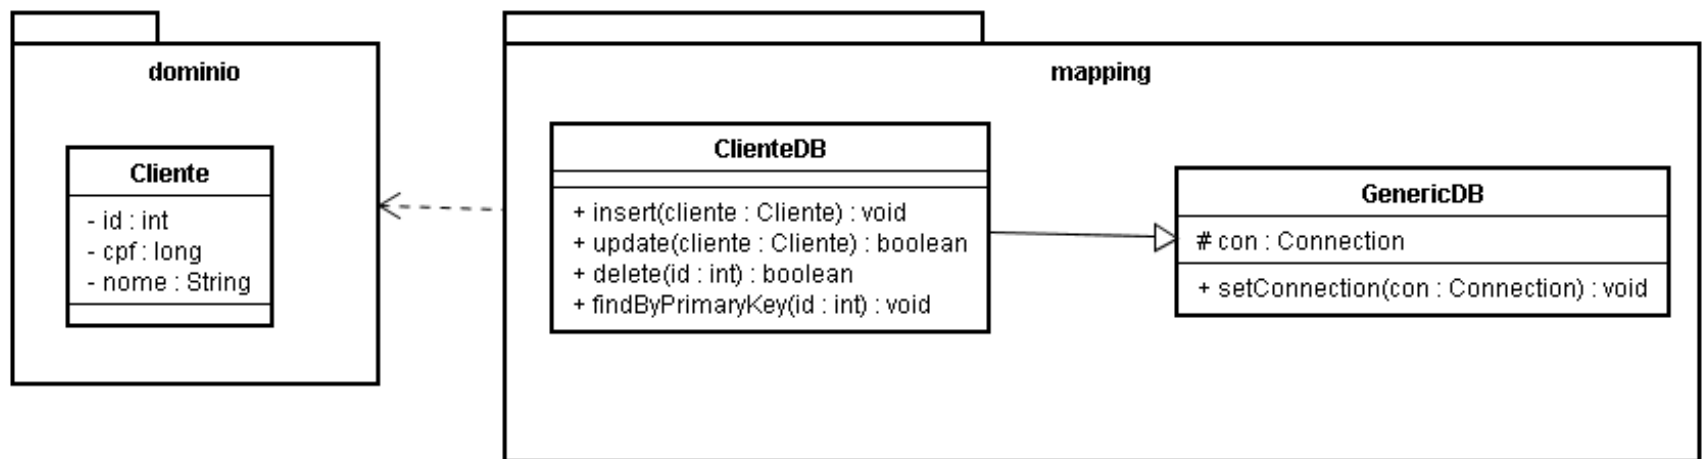 dominio
Cliente
- id : int
- cpf : long
- nome : String
mapping
ClienteDB
+ insert(cliente : Cliente) : void
+ update(cliente : Cliente) : boolean
+ delete(id : int) : boolean
+ findByPrimaryKey(id : int) : void
GenericDB
# con : Connection
+ setConnection(con : Connection) : void